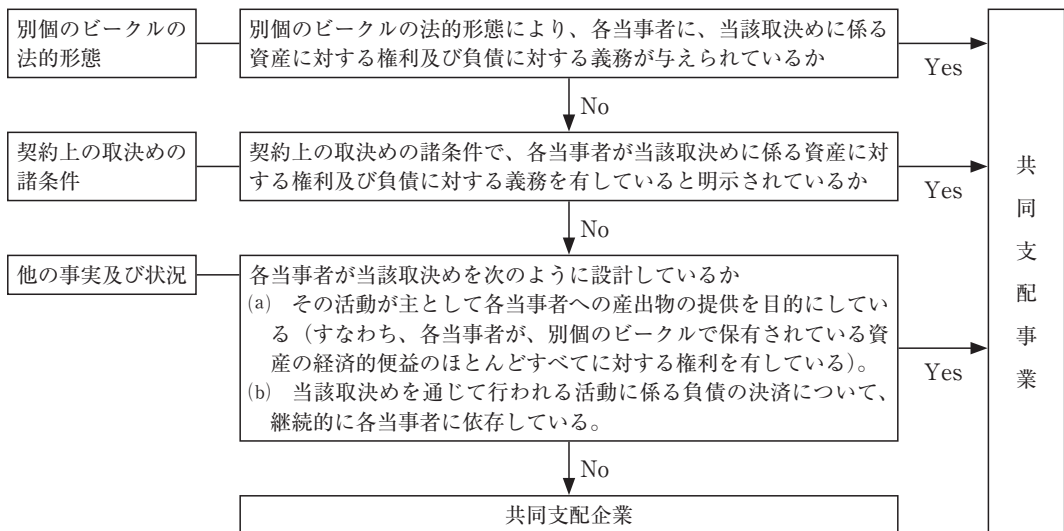 別個のビークルの
法的形態
別個のビークルの法的形態により、各当事者に、当該取決めに係る
資産に対する権利及び負債に対する義務が与えられているか
Yes
No
契約上の取決めの
諸条件
契約上の取決めの諸条件で、各当事者が当該取決めに係る資産に対
する権利及び負債に対する義務を有していると明示されているか
Yes
No
他の事実及び状況
各当事者が当該取決めを次のように設計しているか
(a) その活動が主として各当事者への産出物の提供を目的にしてい
る(すなわち、各当事者が、別個のビークルで保有されている資
産の経済的便益のほとんどすべてに対する権利を有している)。
(b) 当該取決めを通じて行われる活動に係る負債の決済について、
継続的に各当事者に依存している。
Yes
No
共同支配企業
共同支配事業